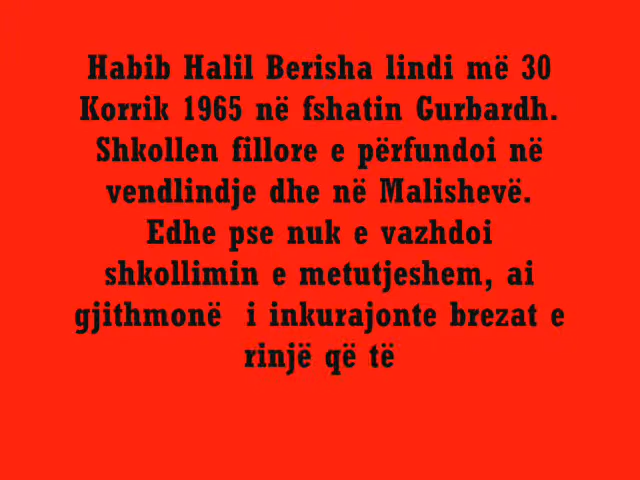 Habib Halil Berisha lindi më 30
Korrik 1965 në fshatin Gurbardh.
Shkollen fillore e përfundoi në
vendlindje dhe në Malishevë.
Edhe pse nuk e vazhdoi
shkollimin e metutjeshem, ai
gjithmonë  i inkurajonte brezat e
rinjë që të